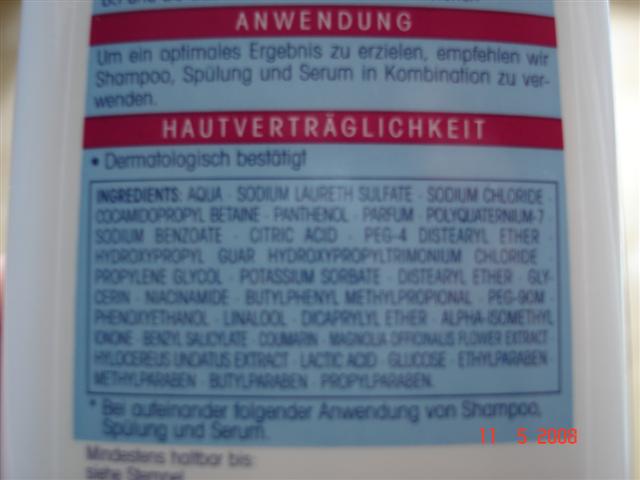 ANWENDUNG
Um ein optimales Ergebnis zu erzielen, empfehlen wir
Shampoo, Spülung und Serum in Kombination zu ver-
wenden.
HAUTVERTRÄGLICHKEIT
• Dermatologisch bestätigt
INGREDIENTS: AQUA · SODIUM LAURETH SULFATE · SODIUM CHLORIDE ·
COCAMIDOPROPYL BETAINE · PANTHENOL · PARFUM · POLYQUATERNIUM-7 ·
SODIUM BENZOATE · CITRIC ACID · PEG-4 DISTEARYL ETHER ·
HYDROXYPROPYL GUAR HYDROXYPROPYLTRIMONIUM CHLORIDE ·
PROPYLENE GLYCOL · POTASSIUM SORBATE · DISTEARYL ETHER · GLY-
CERIN · NIACINAMIDE · BUTYLPHENYL METHYLPROPIONAL · PEG-90M ·
PHENOXYETHANOL · LINALOOL · DICAPRYLYL ETHER · ALPHA-ISOMETHYL
IONONE · BENZYL SALICYLATE · COUMARIN · MAGNOLIA OFFICINALIS FLOWER EXTRACT ·
HYLOCEREUS UNDATUS EXTRACT · LACTIC ACID · GLUCOSE · ETHYLPARABEN ·
METHYLPARABEN · BUTYLPARABEN · PROPYLPARABEN.
* Bei aufeinander folgender Anwendung von Shampoo,
Spülung und Serum.
11 5 2008
Mindestens haltbar bis:
siehe Stempel